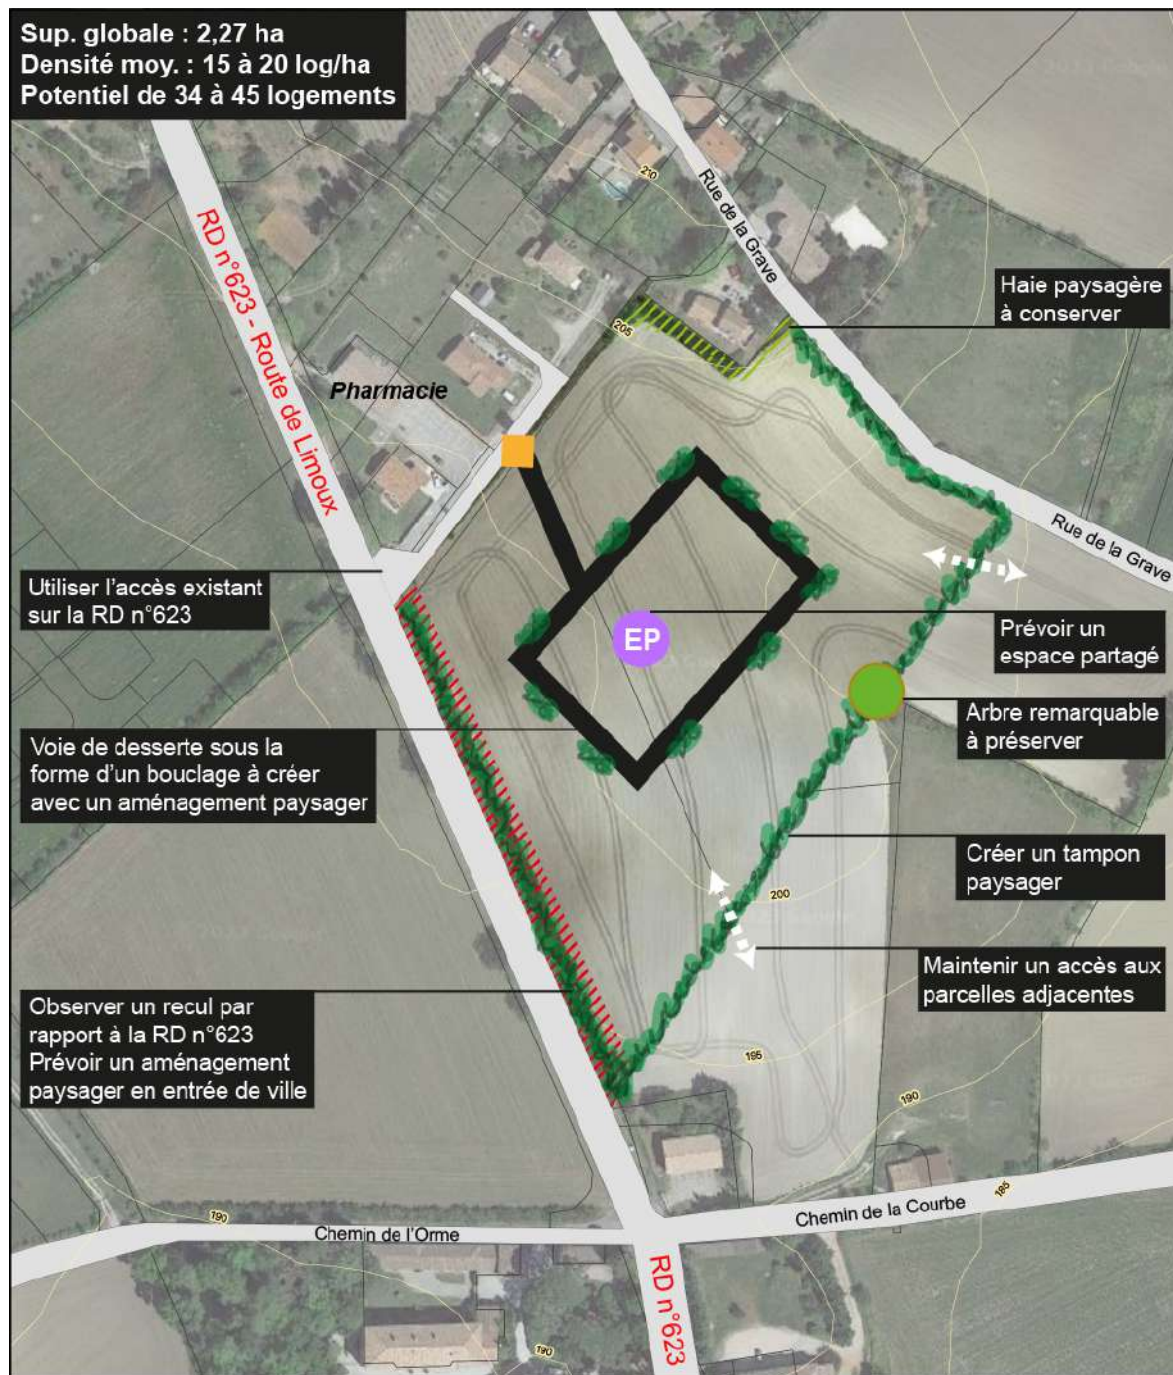 Sup. globale : 2,27 ha
Densité moy. : 15 à 20 log/ha
Potentiel de 34 à 45 logements
210
Rue de la Grave
RD n°623 - Route de Limoux
Haie paysagère
à conserver
205
Pharmacie
Rue de la Grave
Utiliser l'accès existant
sur la RD n°623
EP
Prévoir un
espace partagé
Arbre remarquable
à préserver
Voie de desserte sous la
forme d'un bouclage à créer
avec un aménagement paysager
Créer un tampon
paysager
200
Maintenir un accès aux
parcelles adjacentes
Observer un recul par
rapport à la RD n°623
Prévoir un aménagement
paysager en entrée de ville
195
190
185
190
Chemin de l'Orme
Chemin de la Courbe
RD n°623
190